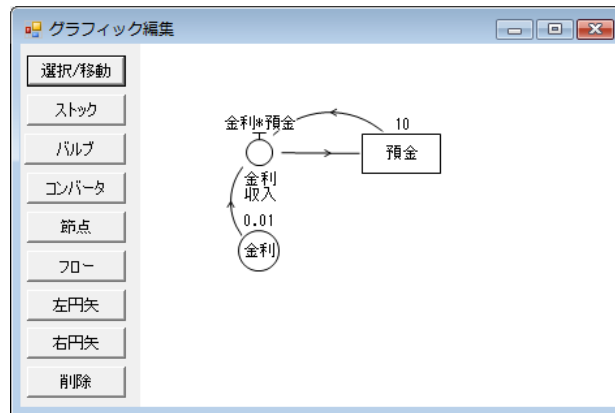 グラフィック編集
選択/移動
ストック
バルブ
コンバータ
節点
フロー
左円矢
右円矢
削除
金利*預金
10
預金
金利
収入
0.01
金利